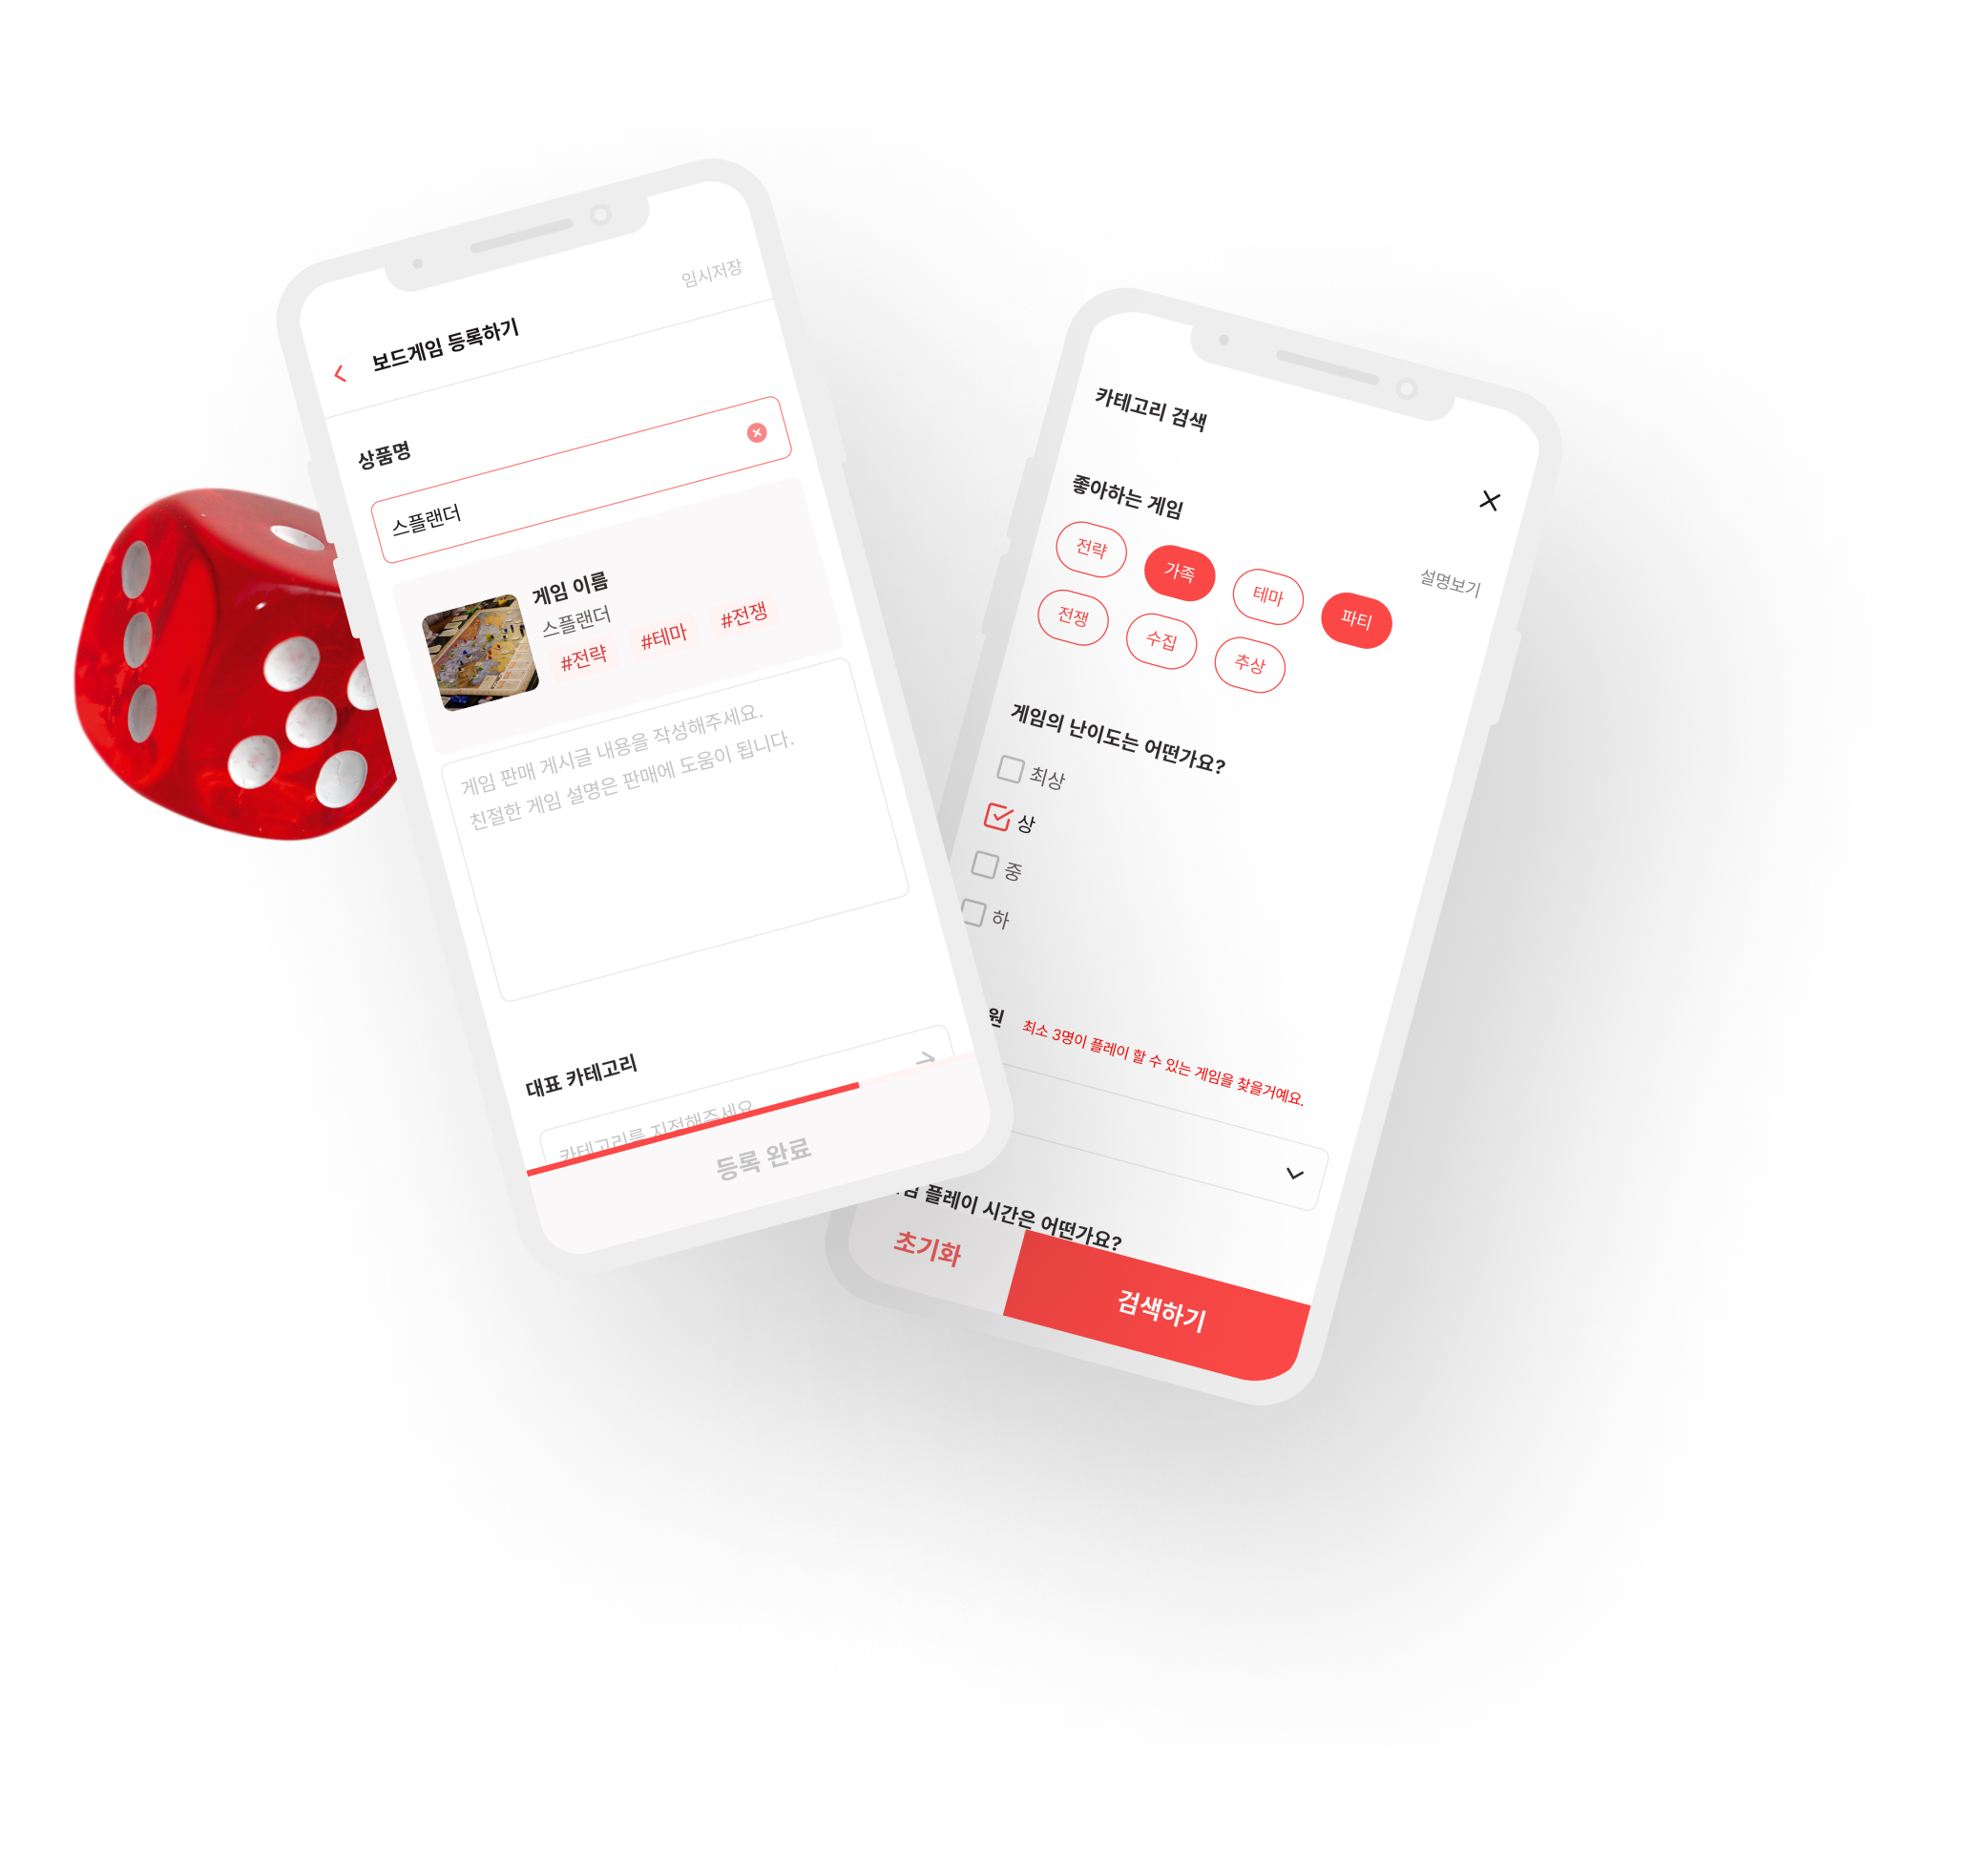 임시저장
보드게임 등록하기
상품명
스플랜더
게임 이름
스플랜더
#전략 #테마 #전쟁
게임 판매 게시글 내용을 작성해주세요.
친절한 게임 설명은 판매에 도움이 됩니다.
대표 카테고리
카테고리를 지정해주세요
등록 완료
카테고리 검색
좋아하는 게임
설명보기
전략 가족 테마 파티
전쟁 수집 추상
게임의 난이도는 어떤가요?
최상
상
중
하
원 최소 3명이 플레이 할 수 있는 게임을 찾을거예요.
플레이 시간은 어떤가요?
초기화 검색하기